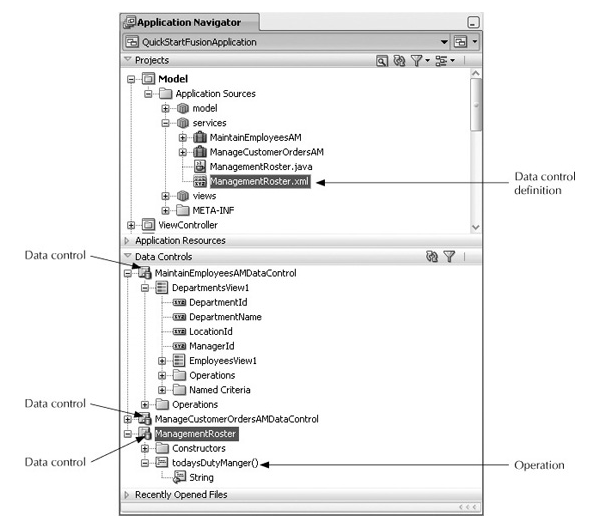 Application Navigator
QuickStartFusionApplication
Projects
Model
Application Sources
model
services
MaintainEmployeesAM
ManageCustomerOrdersAM
ManagementRoster.java
ManagementRoster.xml
Data control
definition
views
META-INF
ViewController
Application Resources
Data control
Data Controls
MaintainEmployeesAMDataControl
DepartmentsView1
DepartmentId
DepartmentName
LocationId
ManagerId
EmployeesView1
Operations
Named Criteria
Operations
Data control
ManageCustomerOrdersAMDataControl
ManagementRoster
Data control
Constructors
todaysDutyManger()
Operation
String
Recently Opened Files